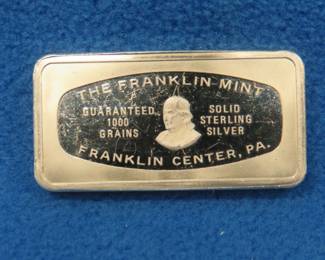 THE FRANKLIN MINT
GUARANTEED
1000
GRAINS
SOLID
STERLING
SILVER
FRANKLIN CENTER, PA.